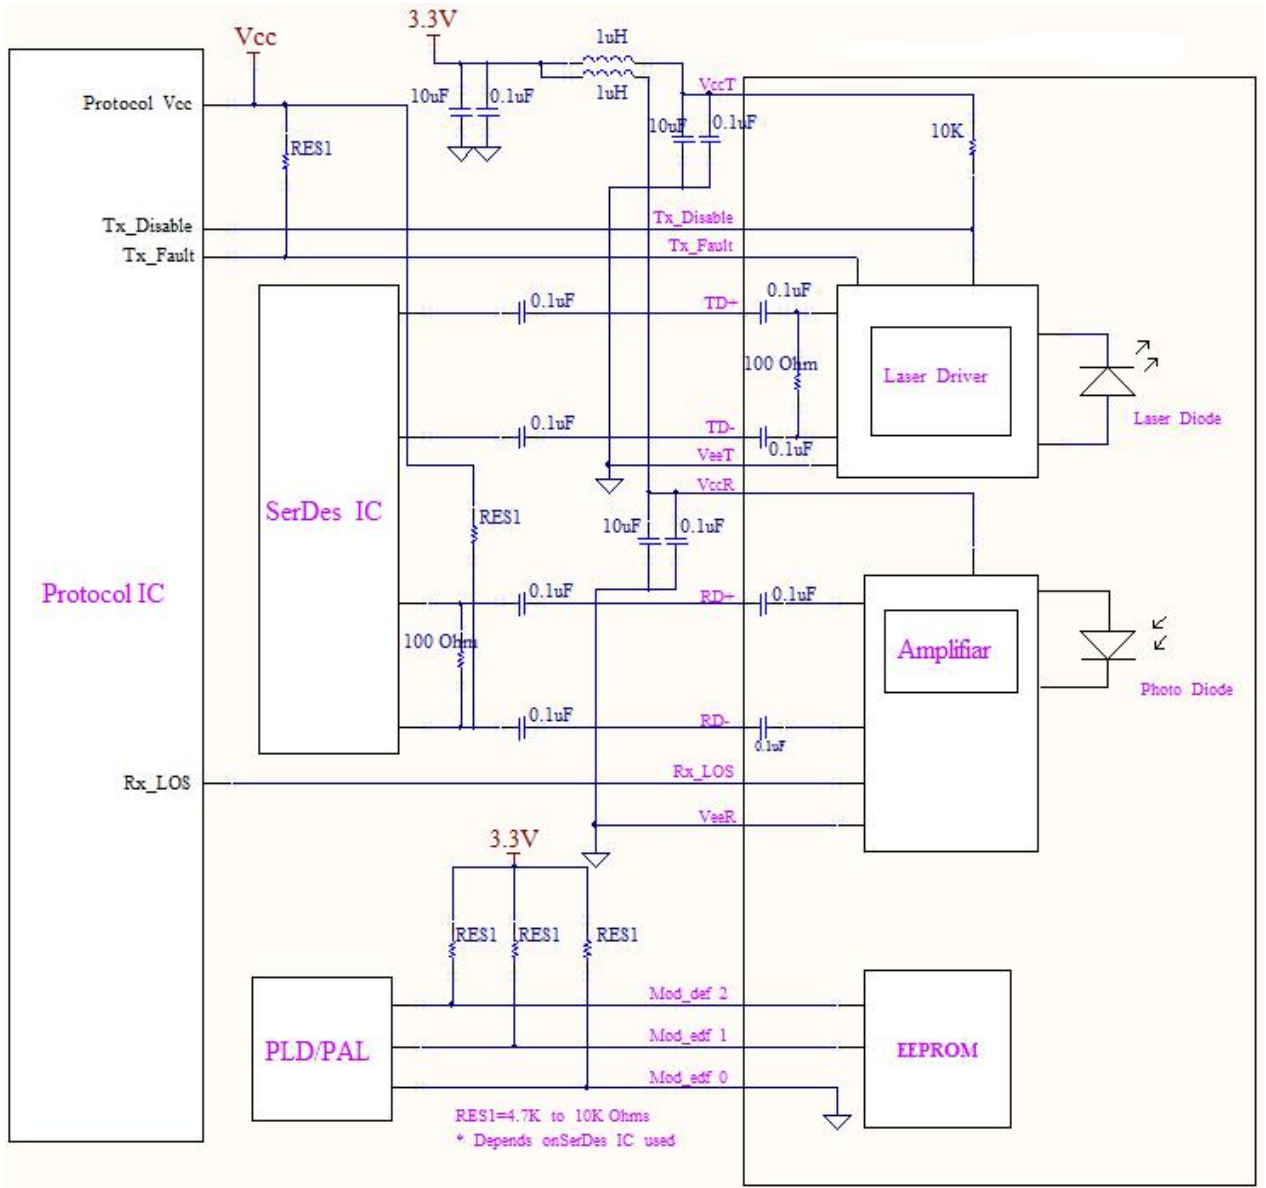 3.3V
1uH
Vcc
1uH
VccT
Protocol Vcc
10uF
0.1uF
10uF
0.1uF
10K
RES1
Tx_Disable
Tx_Disable
Tx_Fault
Tx_Fault
0.1uF
0.1uF
TD+
100 Ohm
Laser Driver
Laser Diode
0.1uF
TD-
0.1uF
VeeT
VccR
SerDes IC
RES1
10uF
0.1uF
Protocol IC
0.1uF
RD+
0.1uF
100 Ohm
Amplifiar
Photo Diode
0.1uF
RD-
0.1uF
Rx_LOS
Rx_LOS
VeeR
3.3V
RES1
RES1
RES1
Mod_def 2
PLD/PAL
Mod_edf 1
EEPROM
Mod_edf 0
RES1=4.7K to 10K Ohms
* Depends onSerDes IC used